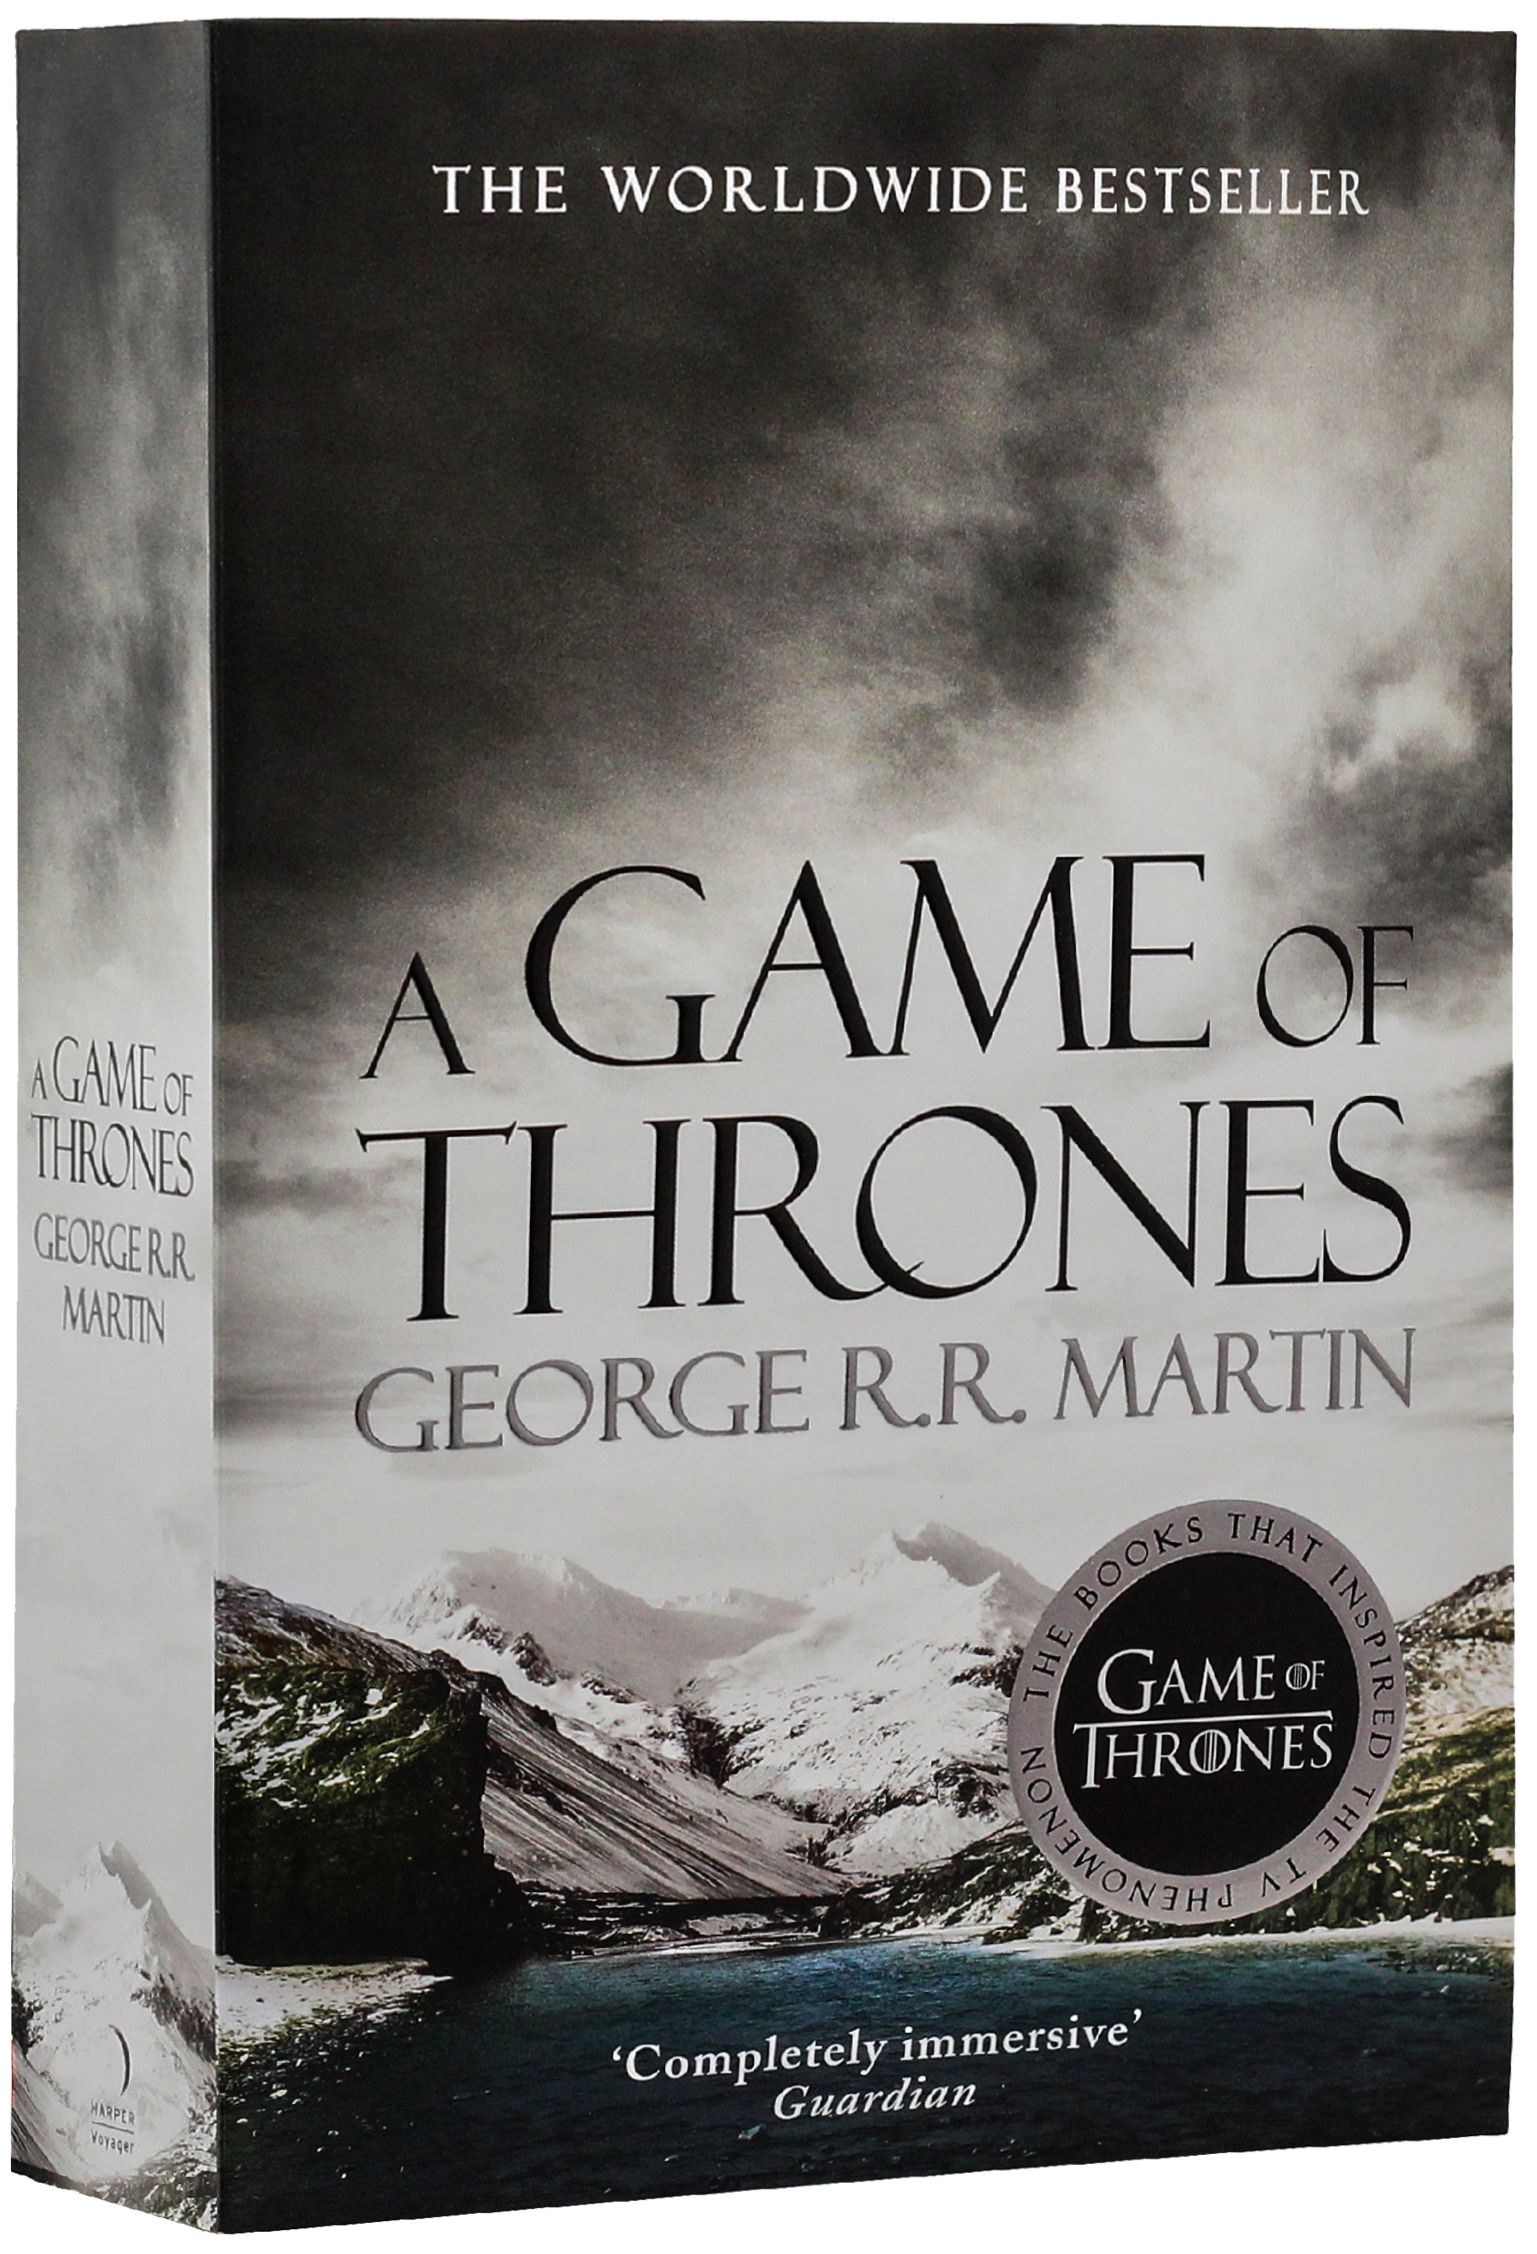 THE WORLDWIDE BESTSELLER
A GAME OF
THRONES
GEORGE R.R. MARTIN
THE BOOKS THAT INSPIRED THE TV PHENOMENON
GAME OF
THRONES
‘Completely immersive’
Guardian
A GAME OF
THRONES
GEORGE R.R.
MARTIN
HARPER
Voyager